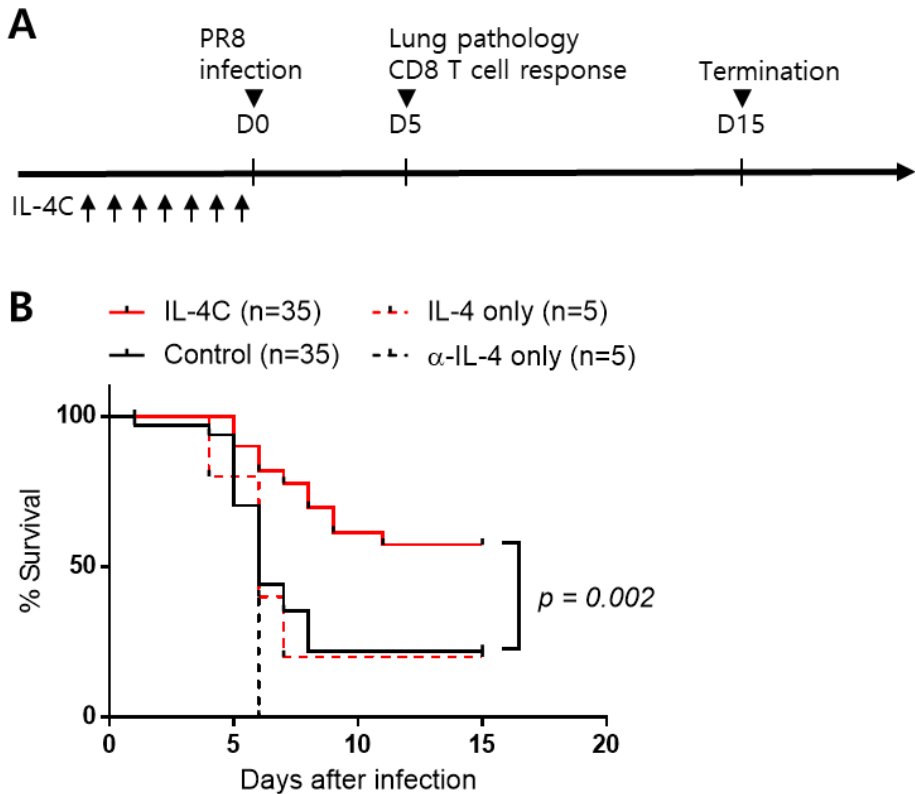 A
PR8
infection
Lung pathology
CD8 T cell response
Termination
D0
D5
D15
IL-4C
B
IL-4C (n=35)
IL-4 only (n=5)
Control (n=35)
α-IL-4 only (n=5)
100
50
0
% Survival
p = 0.002
0
5
10
15
20
Days after infection